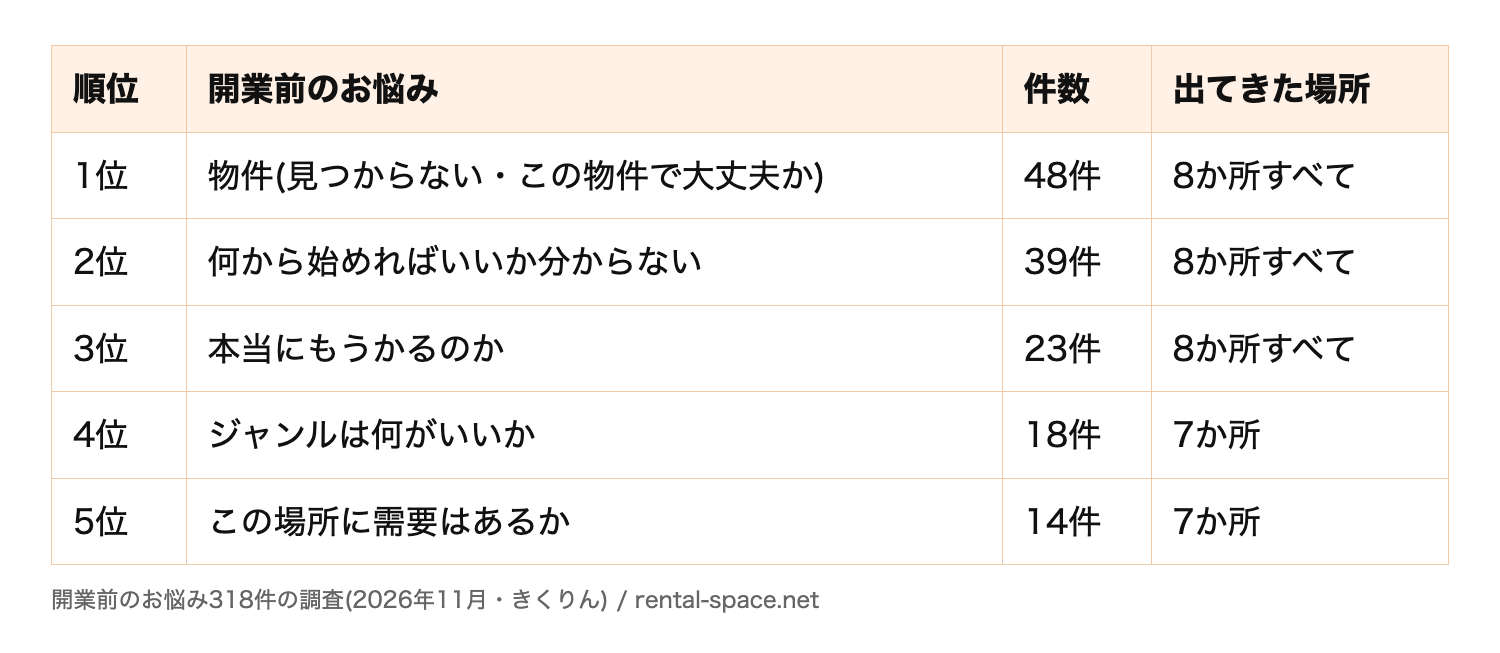 順位 開業前のお悩み 件数 出てきた場所
1位 物件(見つからない・この物件で大丈夫か) 48件 8か所すべて
2位 何から始めればいいか分からない 39件 8か所すべて
3位 本当にもうかるのか 23件 8か所すべて
4位 ジャンルは何がいいか 18件 7か所
5位 この場所に需要はあるか 14件 7か所
開業前のお悩み318件の調査(2026年11月・きくりん) / rental-space.net